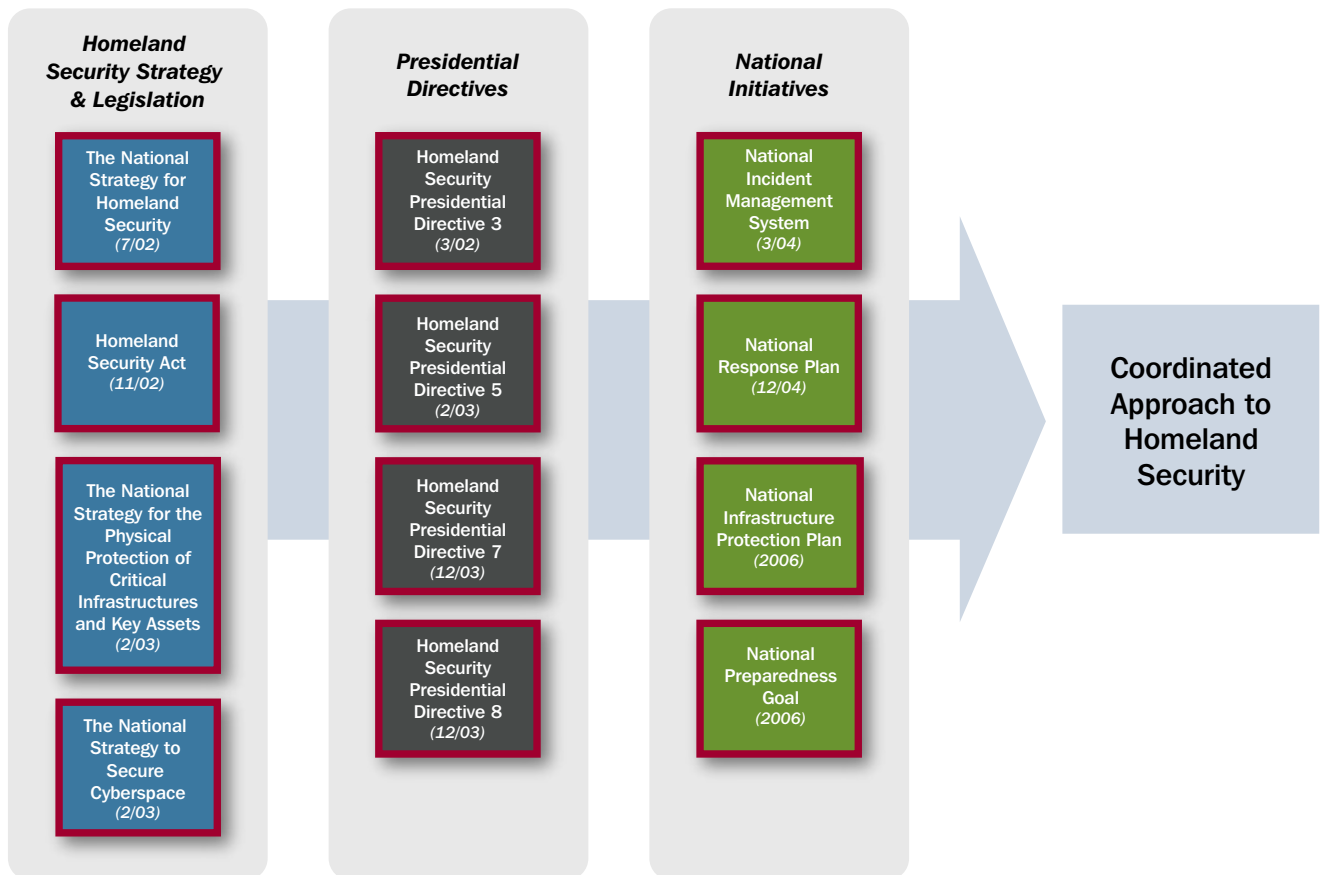 Homeland
Security Strategy
& Legislation
The National
Strategy for
Homeland
Security
(7/02)
Homeland
Security Act
(11/02)
The National
Strategy for the
Physical
Protection of
Critical
Infrastructures
and Key Assets
(2/03)
The National
Strategy to
Secure
Cyberspace
(2/03)
Presidential
Directives
Homeland
Security
Presidential
Directive 3
(3/02)
Homeland
Security
Presidential
Directive 5
(2/03)
Homeland
Security
Presidential
Directive 7
(12/03)
Homeland
Security
Presidential
Directive 8
(12/03)
National
Initiatives
National
Incident
Management
System
(3/04)
National
Response Plan
(12/04)
National
Infrastructure
Protection Plan
(2006)
National
Preparedness
Goal
(2006)
Coordinated
Approach to
Homeland
Security